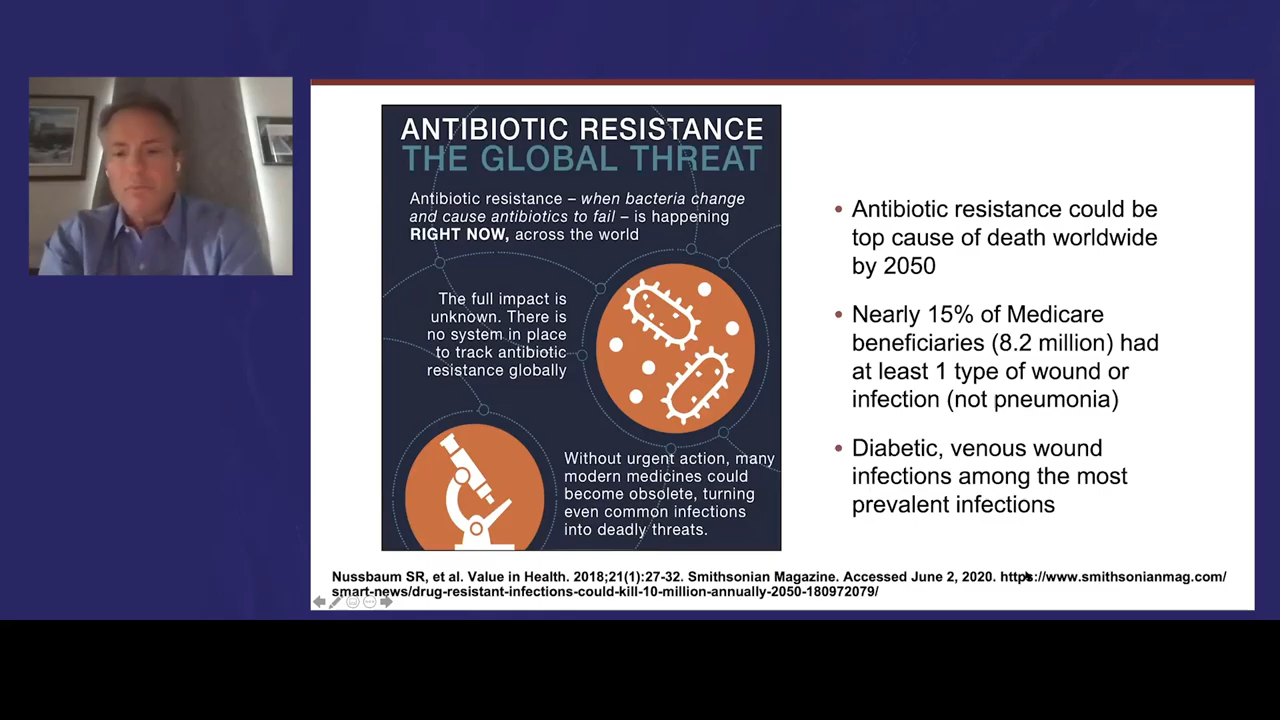 ANTIBIOTIC RESISTANCE
THE GLOBAL THREAT
Antibiotic resistance – when bacteria change
and cause antibiotics to fail – is happening
RIGHT NOW, across the world
The full impact is
unknown. There is
no system in place
to track antibiotic
resistance globally
Without urgent action, many
modern medicines could
become obsolete, turning
even common infections
into deadly threats.
• Antibiotic resistance could be
top cause of death worldwide
by 2050
• Nearly 15% of Medicare
beneficiaries (8.2 million) had
at least 1 type of wound or
infection (not pneumonia)
• Diabetic, venous wound
infections among the most
prevalent infections
Nussbaum SR, et al. Value in Health. 2018;21(1):27-32. Smithsonian Magazine. Accessed June 2, 2020. https://www.smithsonianmag.com/
smart-news/drug-resistant-infections-could-kill-10-million-annually-2050-180972079/